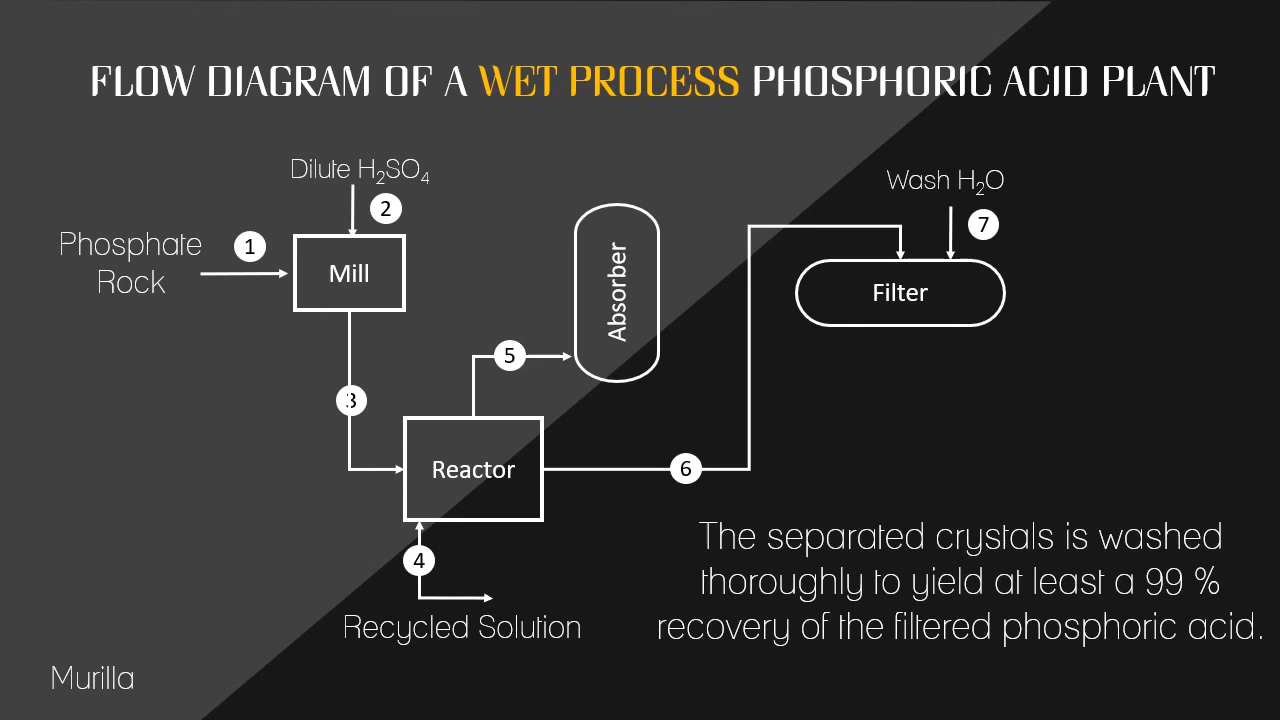 FLOW DIAGRAM OF A WET PROCESS PHOSPHORIC ACID PLANT
Dilute H₂SO₄
2
Wash H₂O
7
Phosphate
Rock
1
Mill
Absorber
Filter
5
3
Reactor
6
4
Recycled Solution
The separated crystals is washed
thoroughly to yield at least a 99 %
recovery of the filtered phosphoric acid.
Murilla